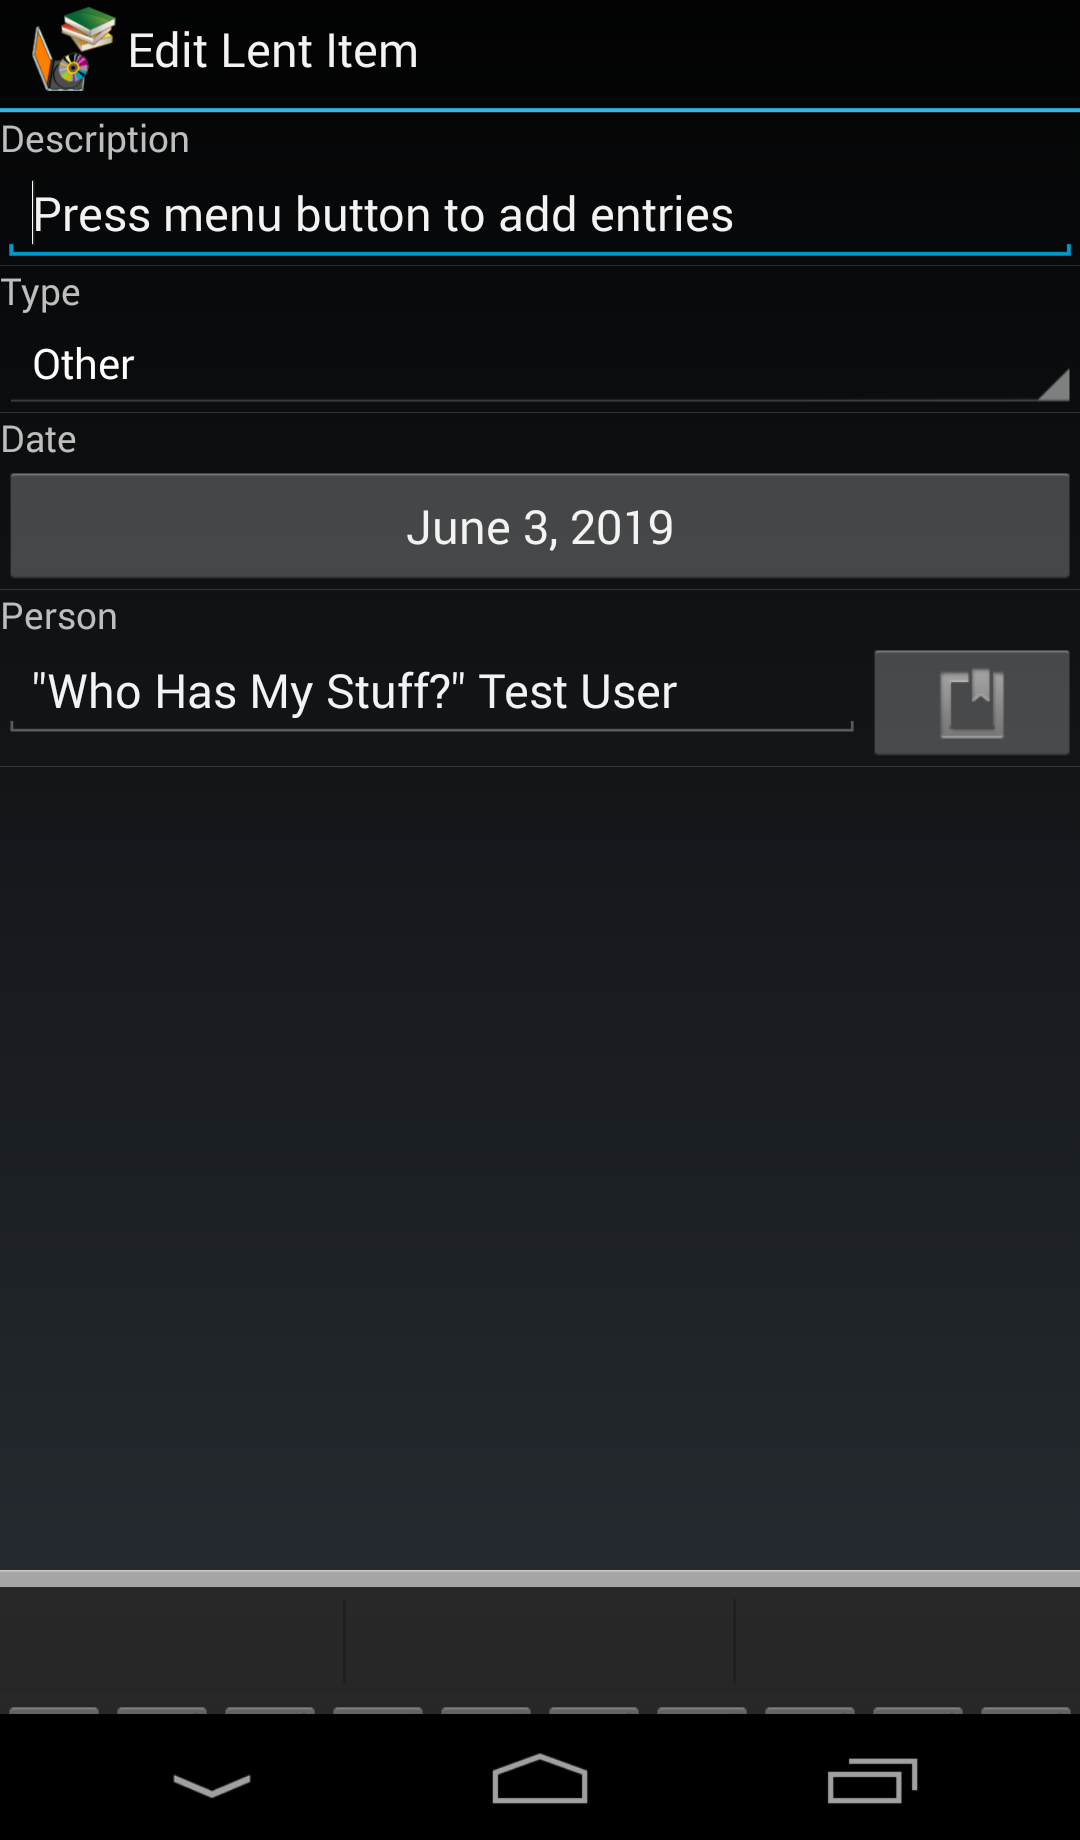 Edit Lent Item
Description
Press menu button to add entries
Type
Other
Date
June 3, 2019
Person
"Who Has My Stuff?" Test User